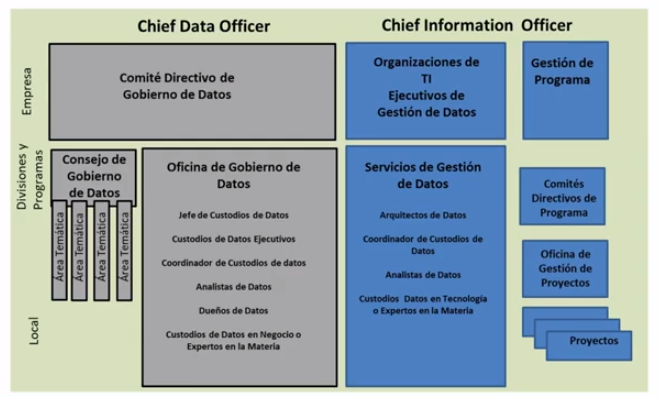 Chief Data Officer
Chief Information Officer
Empresa
Comité Directivo de
Gobierno de Datos
Organizaciones de
TI
Ejecutivos de
Gestión de Datos
Gestión de
Programa
Divisiones y
Programas
Consejo de
Gobierno
de Datos
Área Temática
Área Temática
Área Temática
Área Temática
Oficina de Gobierno de
Datos
Jefe de Custodios de Datos
Custodios de Datos Ejecutivos
Coordinador de Custodios de datos
Analistas de Datos
Dueños de Datos
Custodios de Datos en Negocio o
Expertos en la Materia
Servicios de Gestión
de Datos
Arquitectos de Datos
Coordinador de Custodios de
Datos
Analistas de Datos
Custodios Datos en Tecnología
o Expertos en la Materia
Comités
Directivos de
Programa
Oficina de
Gestión de
Proyectos
Local
Proyectos